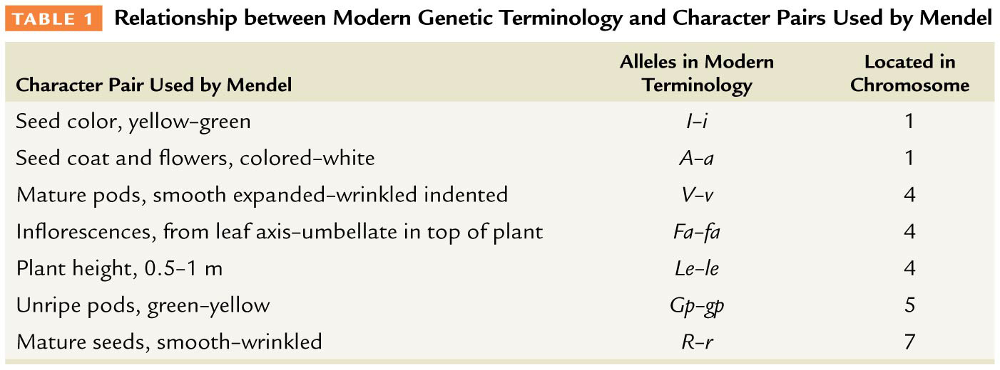 TABLE 1 Relationship between Modern Genetic Terminology and Character Pairs Used by Mendel
Character Pair Used by Mendel Alleles in Modern Terminology Located in Chromosome
Seed color, yellow–green I–i 1
Seed coat and flowers, colored–white A–a 1
Mature pods, smooth expanded–wrinkled indented V–v 4
Inflorescences, from leaf axis–umbellate in top of plant Fa–fa 4
Plant height, 0.5–1 m Le–le 4
Unripe pods, green–yellow Gp–gp 5
Mature seeds, smooth–wrinkled R–r 7